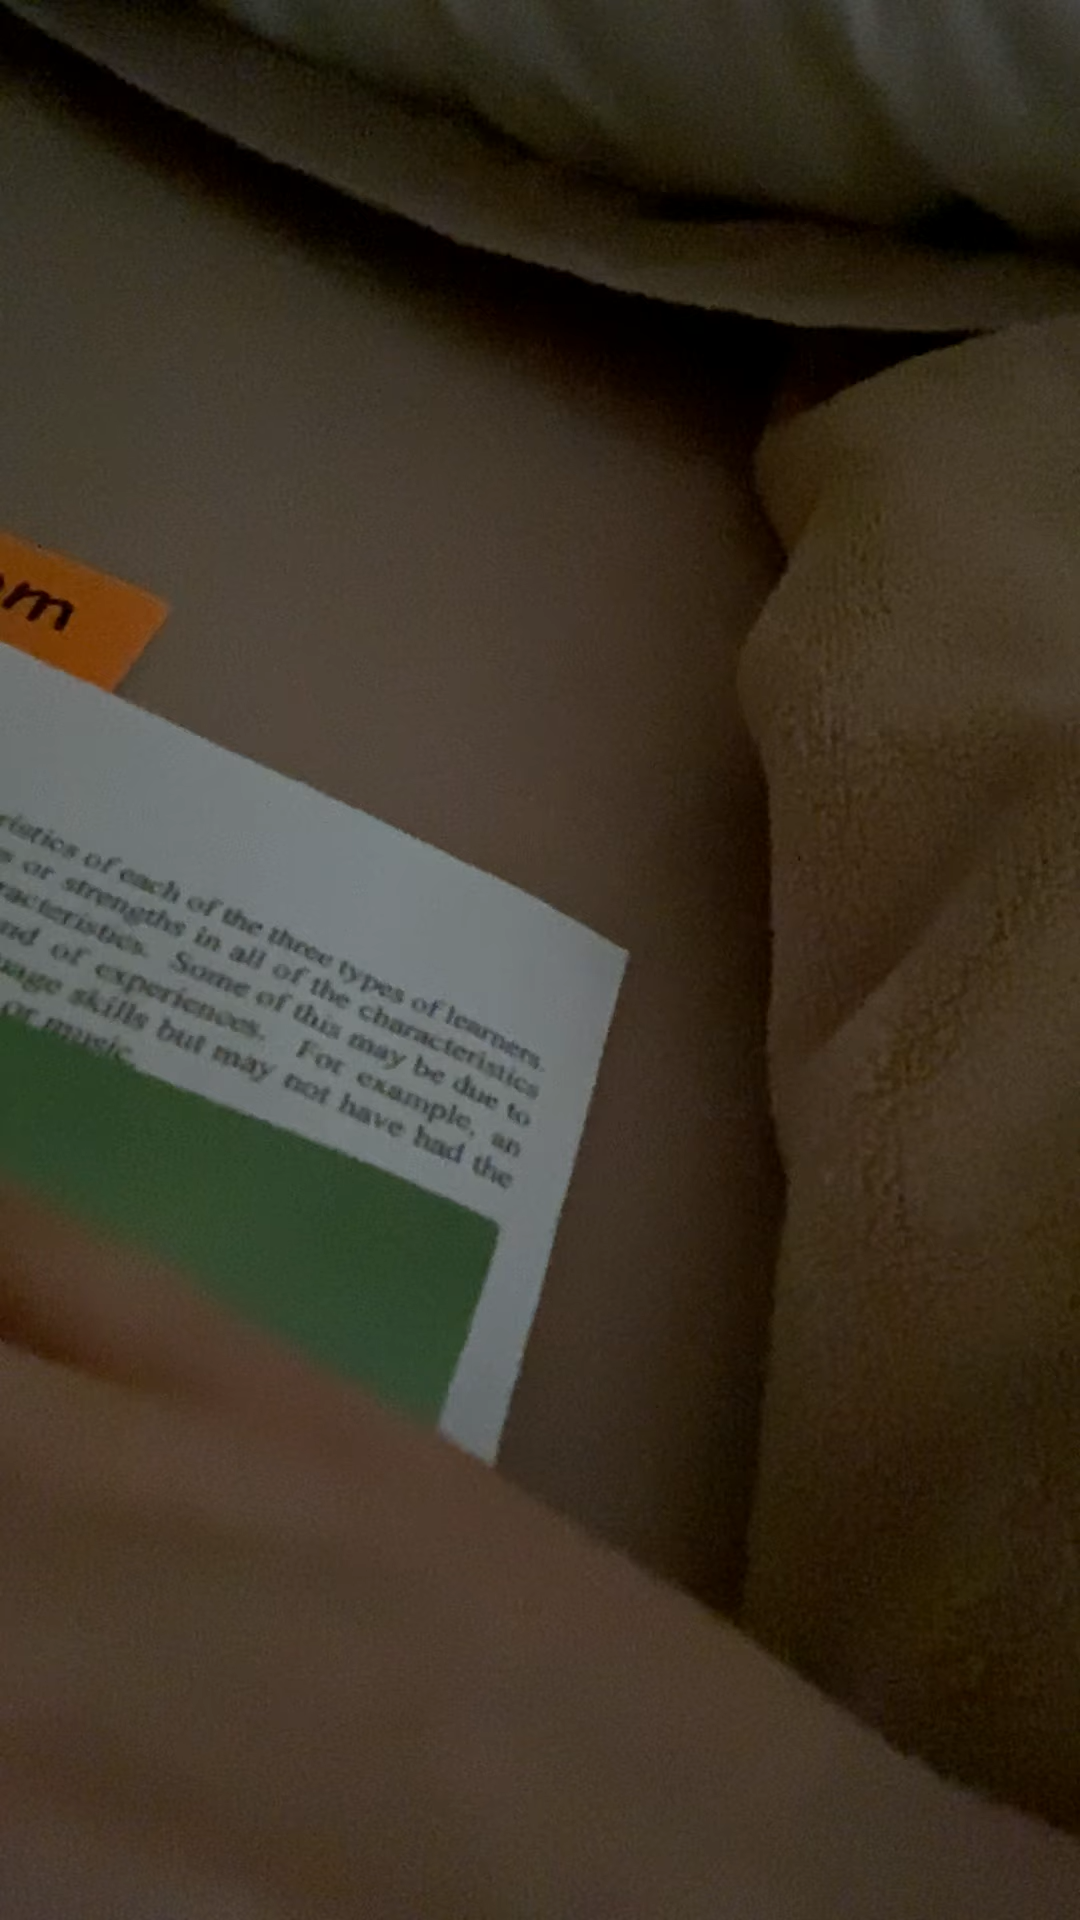 om
ristics of each of the three types of learners.
s or strengths in all of the characteristics
racteristics. Some of this may be due to
nd of experiences. For example, an
uage skills but may not have had the
or music.